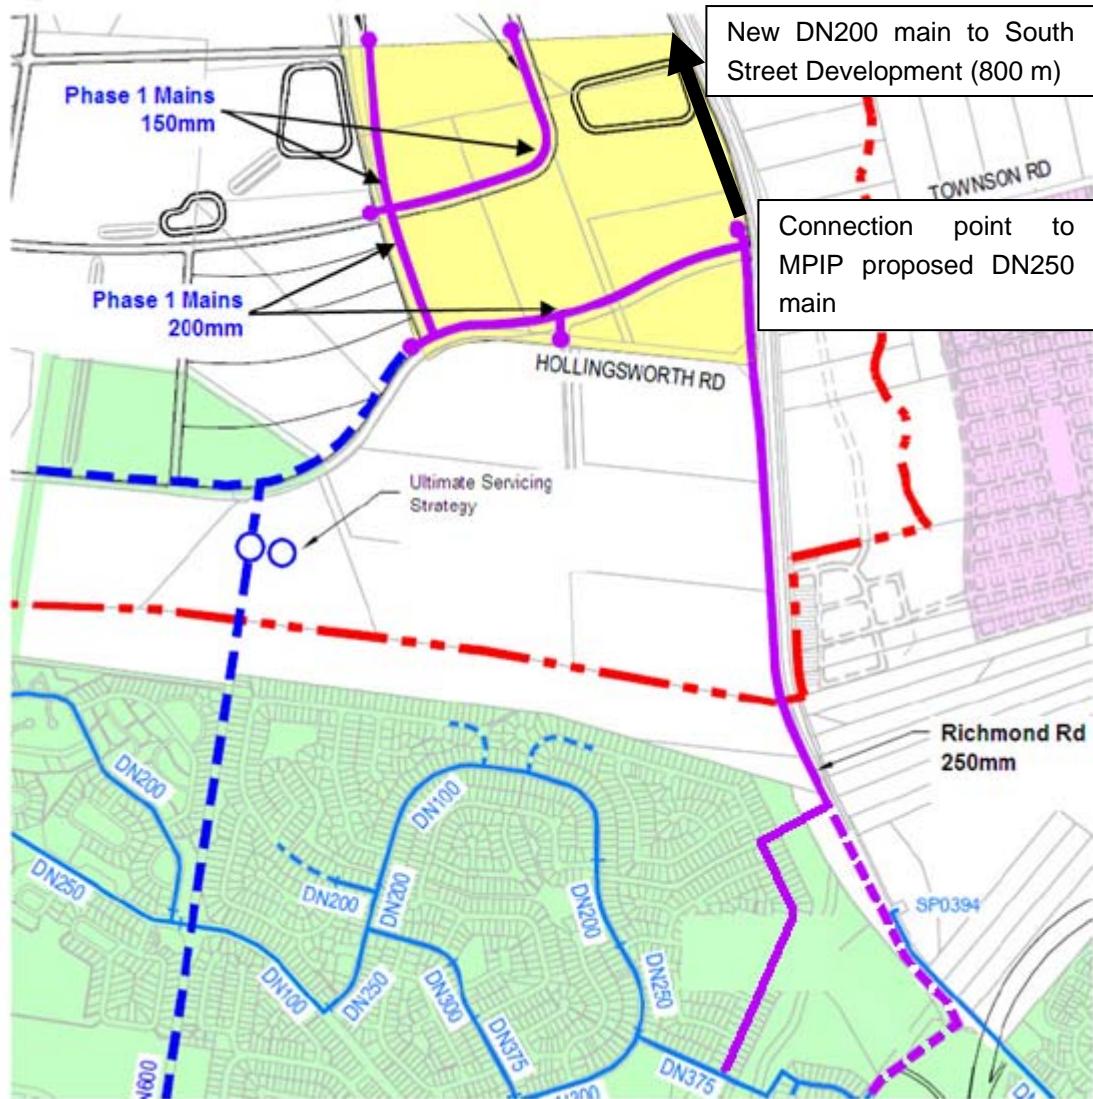 New DN200 main to South
Street Development (800 m)
Phase 1 Mains
150mm
TOWNSON RD
Connection point to
MPIP proposed DN250
main
Phase 1 Mains
200mm
HOLLINGSWORTH RD
Ultimate Servicing
Strategy
Richmond Rd
250mm
DN200
DN100
DN250
DN200
DN200
DN200
SP0394
DN100
DN250
DN300
DN250
DN375
DN375